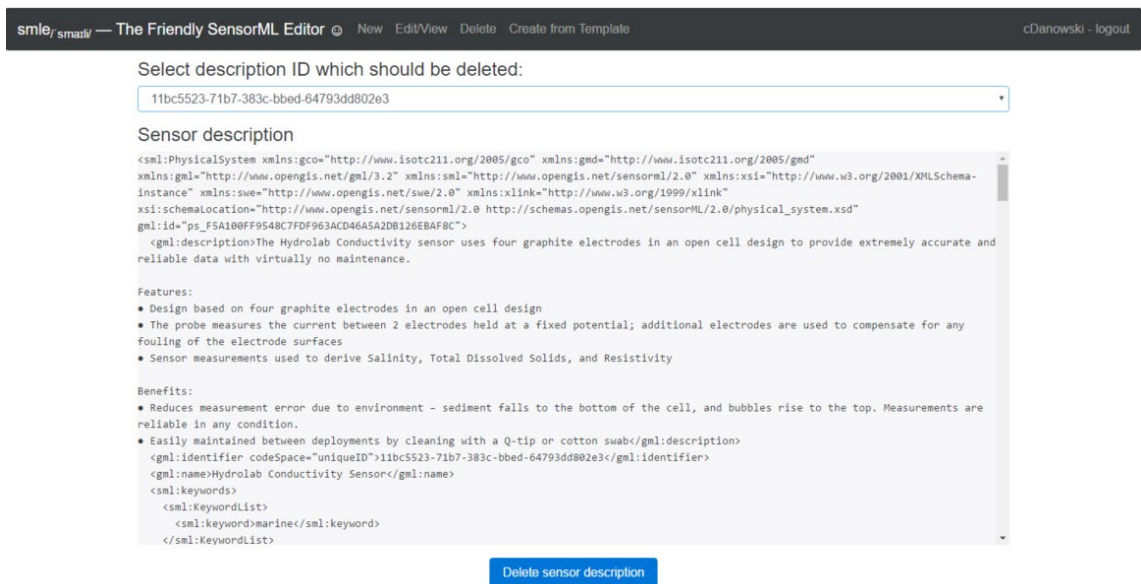 smle/ˈsmaɪli/ — The Friendly SensorML Editor ☺ New Edit/View Delete Create from Template cDanowski - logout
Select description ID which should be deleted:
11bc5523-71b7-383c-bbed-64793dd802e3
Sensor description
<sml:PhysicalSystem xmlns:gco="http://www.isotc211.org/2005/gco" xmlns:gmd="http://www.isotc211.org/2005/gmd"
xmlns:gml="http://www.opengis.net/gml/3.2" xmlns:sml="http://www.opengis.net/sensorml/2.0" xmlns:xsi="http://www.w3.org/2001/XMLSchema-
instance" xmlns:swe="http://www.opengis.net/swe/2.0" xmlns:xlink="http://www.w3.org/1999/xlink"
xsi:schemaLocation="http://www.opengis.net/sensorml/2.0 http://schemas.opengis.net/sensorML/2.0/physical_system.xsd"
gml:id="ps_F5A100FF9548C7FDF963ACD46A5A2DB126EBAF8C">
<gml:description>The Hydrolab Conductivity sensor uses four graphite electrodes in an open cell design to provide extremely accurate and
reliable data with virtually no maintenance.
Features:
● Design based on four graphite electrodes in an open cell design
● The probe measures the current between 2 electrodes held at a fixed potential; additional electrodes are used to compensate for any
fouling of the electrode surfaces
● Sensor measurements used to derive Salinity, Total Dissolved Solids, and Resistivity
Benefits:
● Reduces measurement error due to environment – sediment falls to the bottom of the cell, and bubbles rise to the top. Measurements are
reliable in any condition.
● Easily maintained between deployments by cleaning with a Q-tip or cotton swab</gml:description>
<gml:identifier codeSpace="uniqueID">11bc5523-71b7-383c-bbed-64793dd802e3</gml:identifier>
<gml:name>Hydrolab Conductivity Sensor</gml:name>
<sml:keywords>
<sml:KeywordList>
<sml:keyword>marine</sml:keyword>
</sml:KeywordList>
Delete sensor description